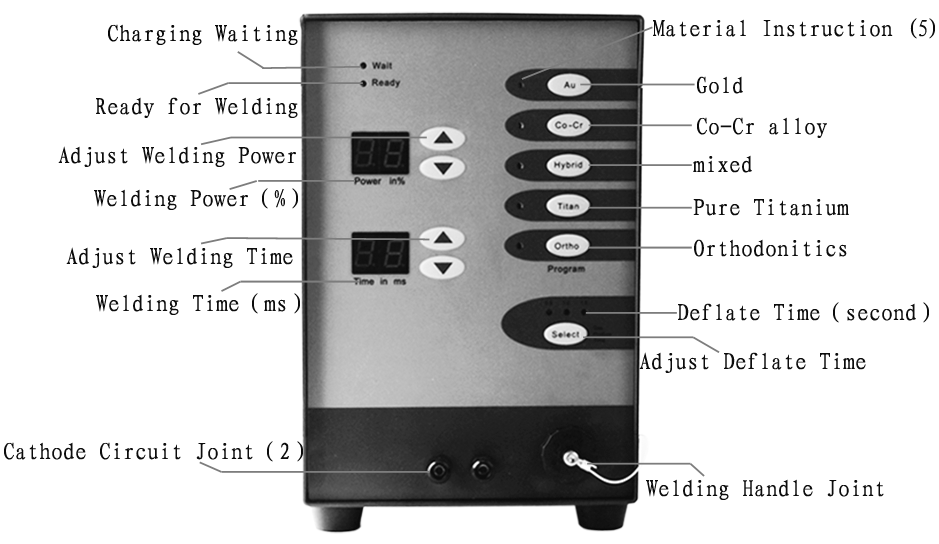 Charging Waiting
Ready for Welding
Adjust Welding Power
Welding Power (%)
Adjust Welding Time
Welding Time (ms)
Cathode Circuit Joint (2)
Wait
Ready
Power in%
Time in ms
Au
Co-Cr
Hybrid
Titan
Ortho
Program
Select
Material Instruction (5)
Gold
Co-Cr alloy
mixed
Pure Titanium
Orthodonitics
Deflate Time (second)
Adjust Deflate Time
Welding Handle Joint